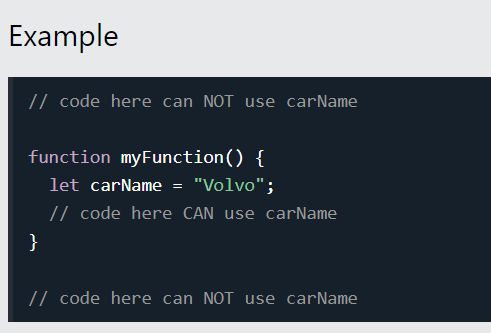 Example
// code here can NOT use carName
function myFunction() {
let carName = "Volvo";
// code here CAN use carName
}
// code here can NOT use carName